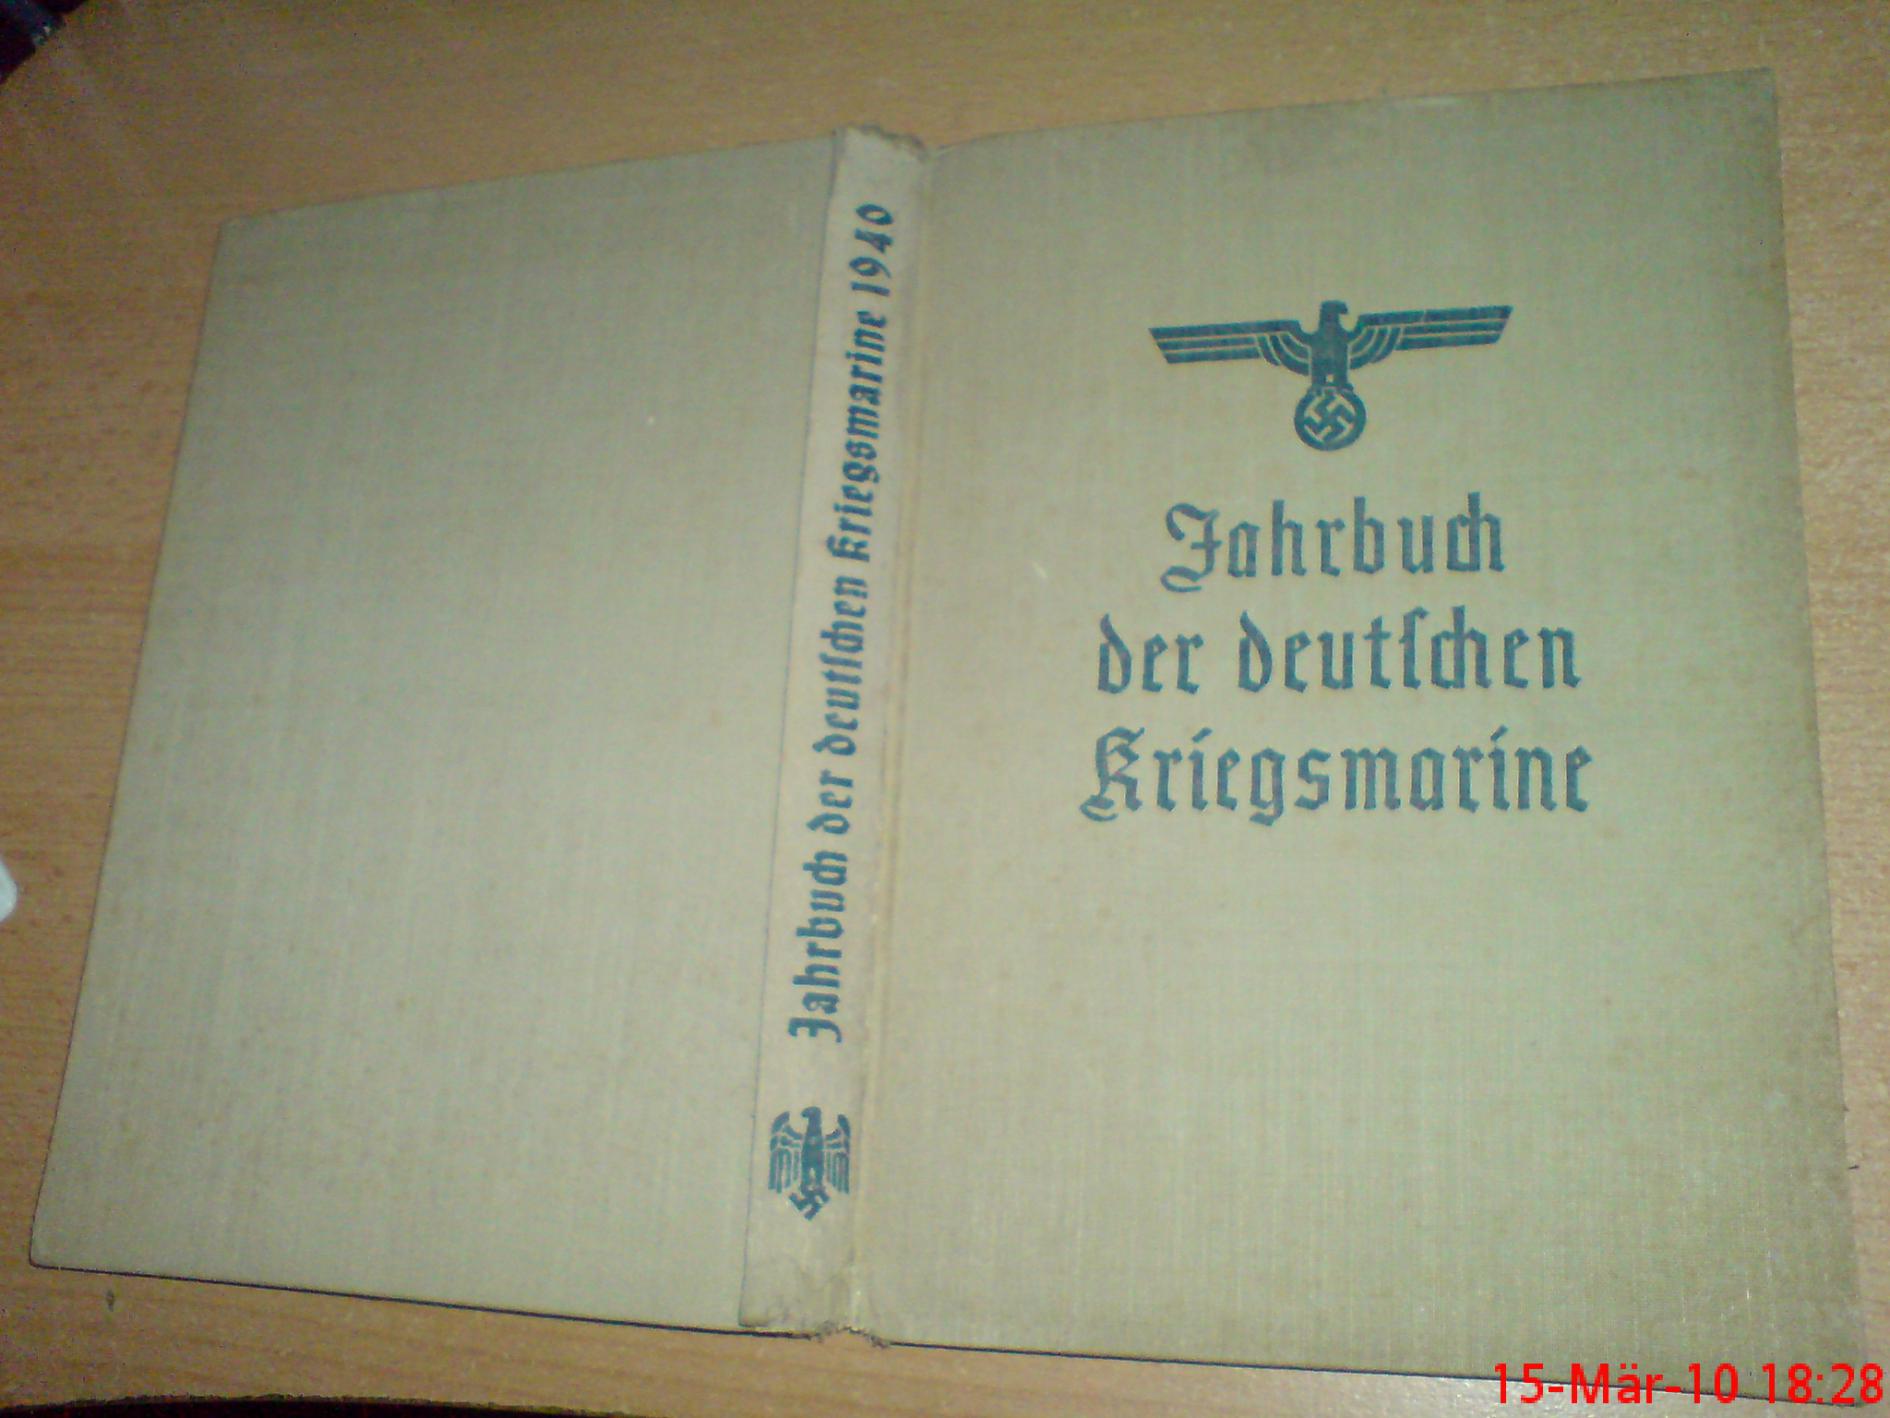 Jahrbuch der deutſchen Kriegsmarine 1940
Jahrbuch
der deutſchen
Kriegsmarine
15-Mär-10 18:28